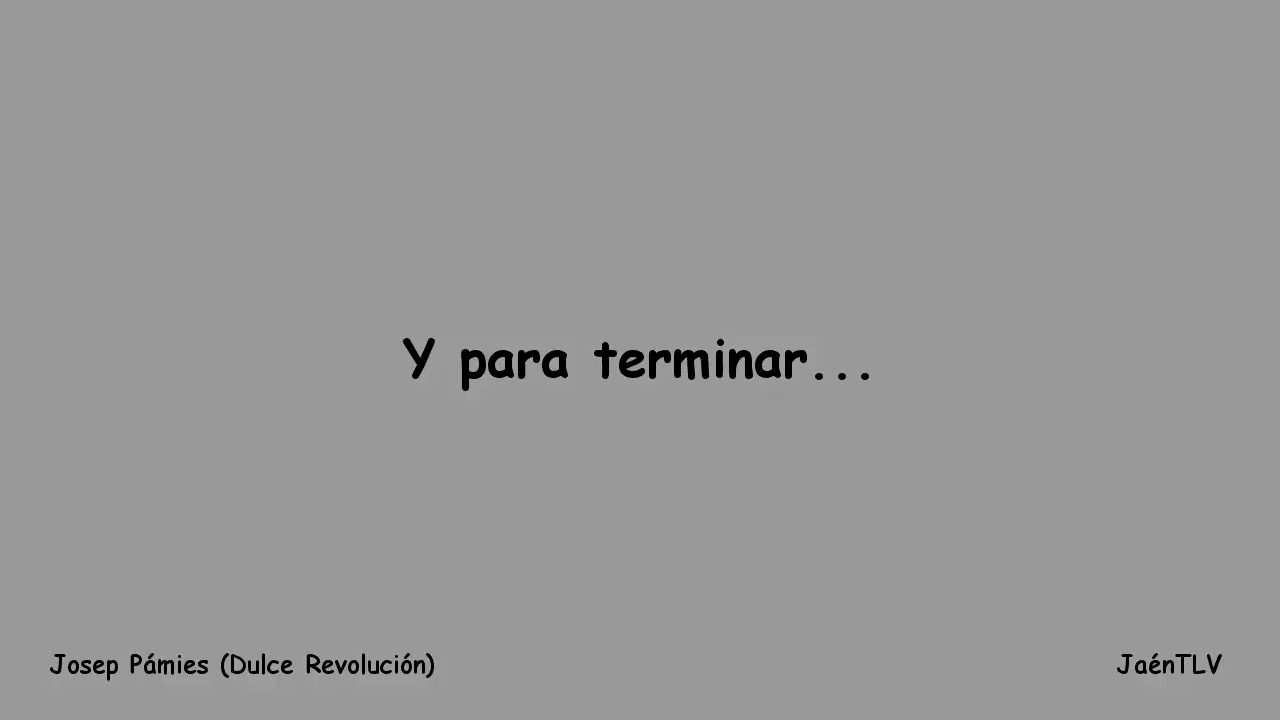 Y para terminar...
Josep Pámies (Dulce Revolución)
JaénTLV